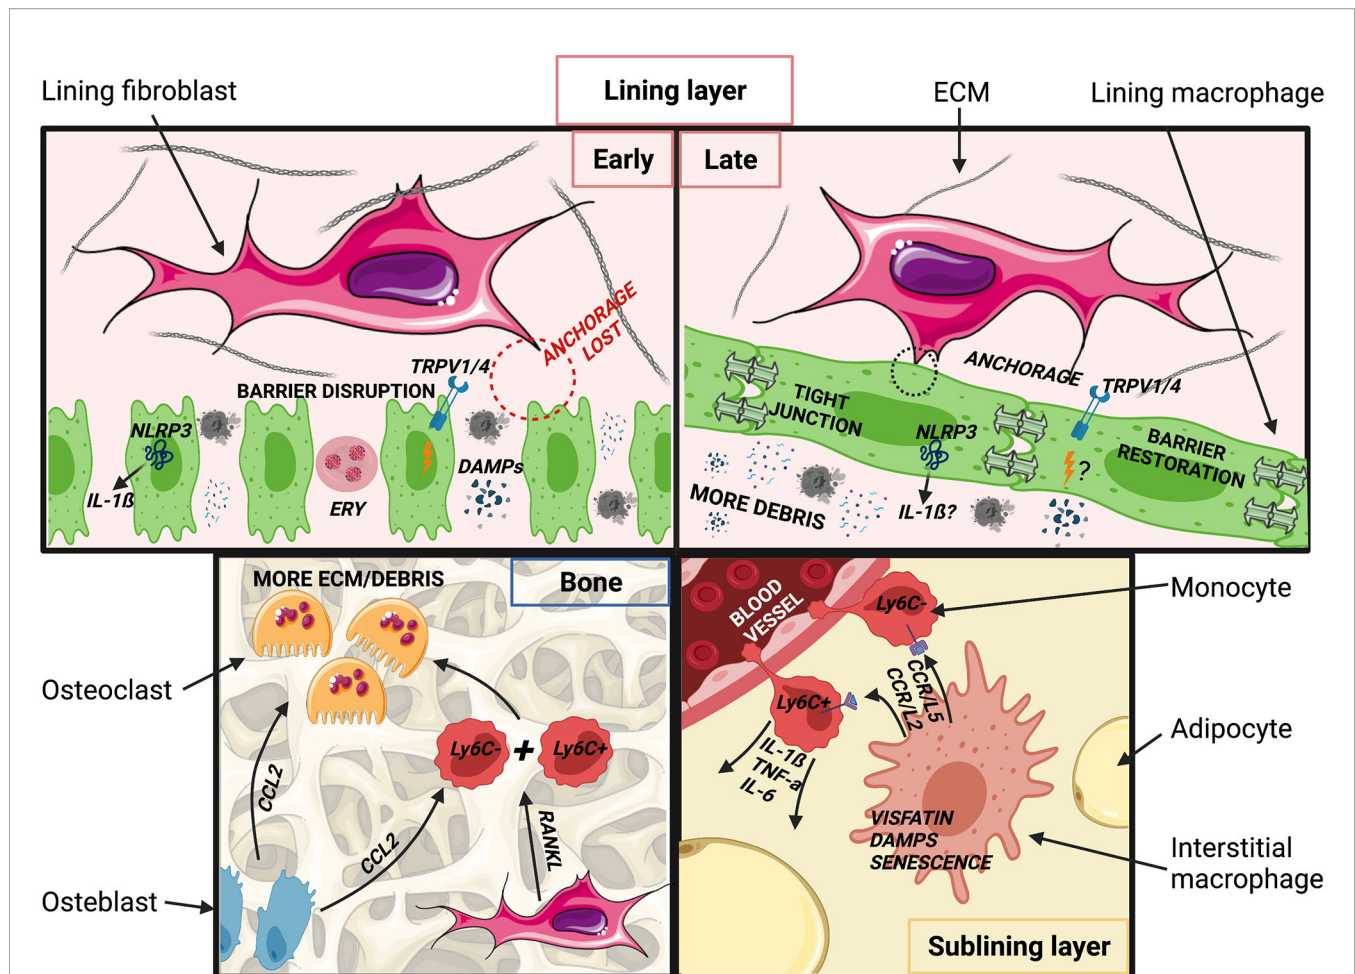 Lining layer
Lining fibroblast
ECM
Lining macrophage
Early
Late
ANCHORAGE
LOST
TRPV1/4
BARRIER DISRUPTION
NLRP3
IL-1ß
ERY
DAMPs
ANCHORAGE
TRPV1/4
TIGHT
JUNCTION
NLRP3
IL-1ß?
?
BARRIER
RESTORATION
MORE DEBRIS
MORE ECM/DEBRIS
Bone
Osteoclast
CCL2
Ly6C-
+
Ly6C+
CCL2
RANKL
Osteblast
BLOOD
VESSEL
Ly6C-
Monocyte
CCR/L5
CCR/L2
Ly6C+
IL-1ß
TNF-a
IL-6
Adipocyte
VISFATIN
DAMPS
SENESCENCE
Interstitial
macrophage
Sublining layer